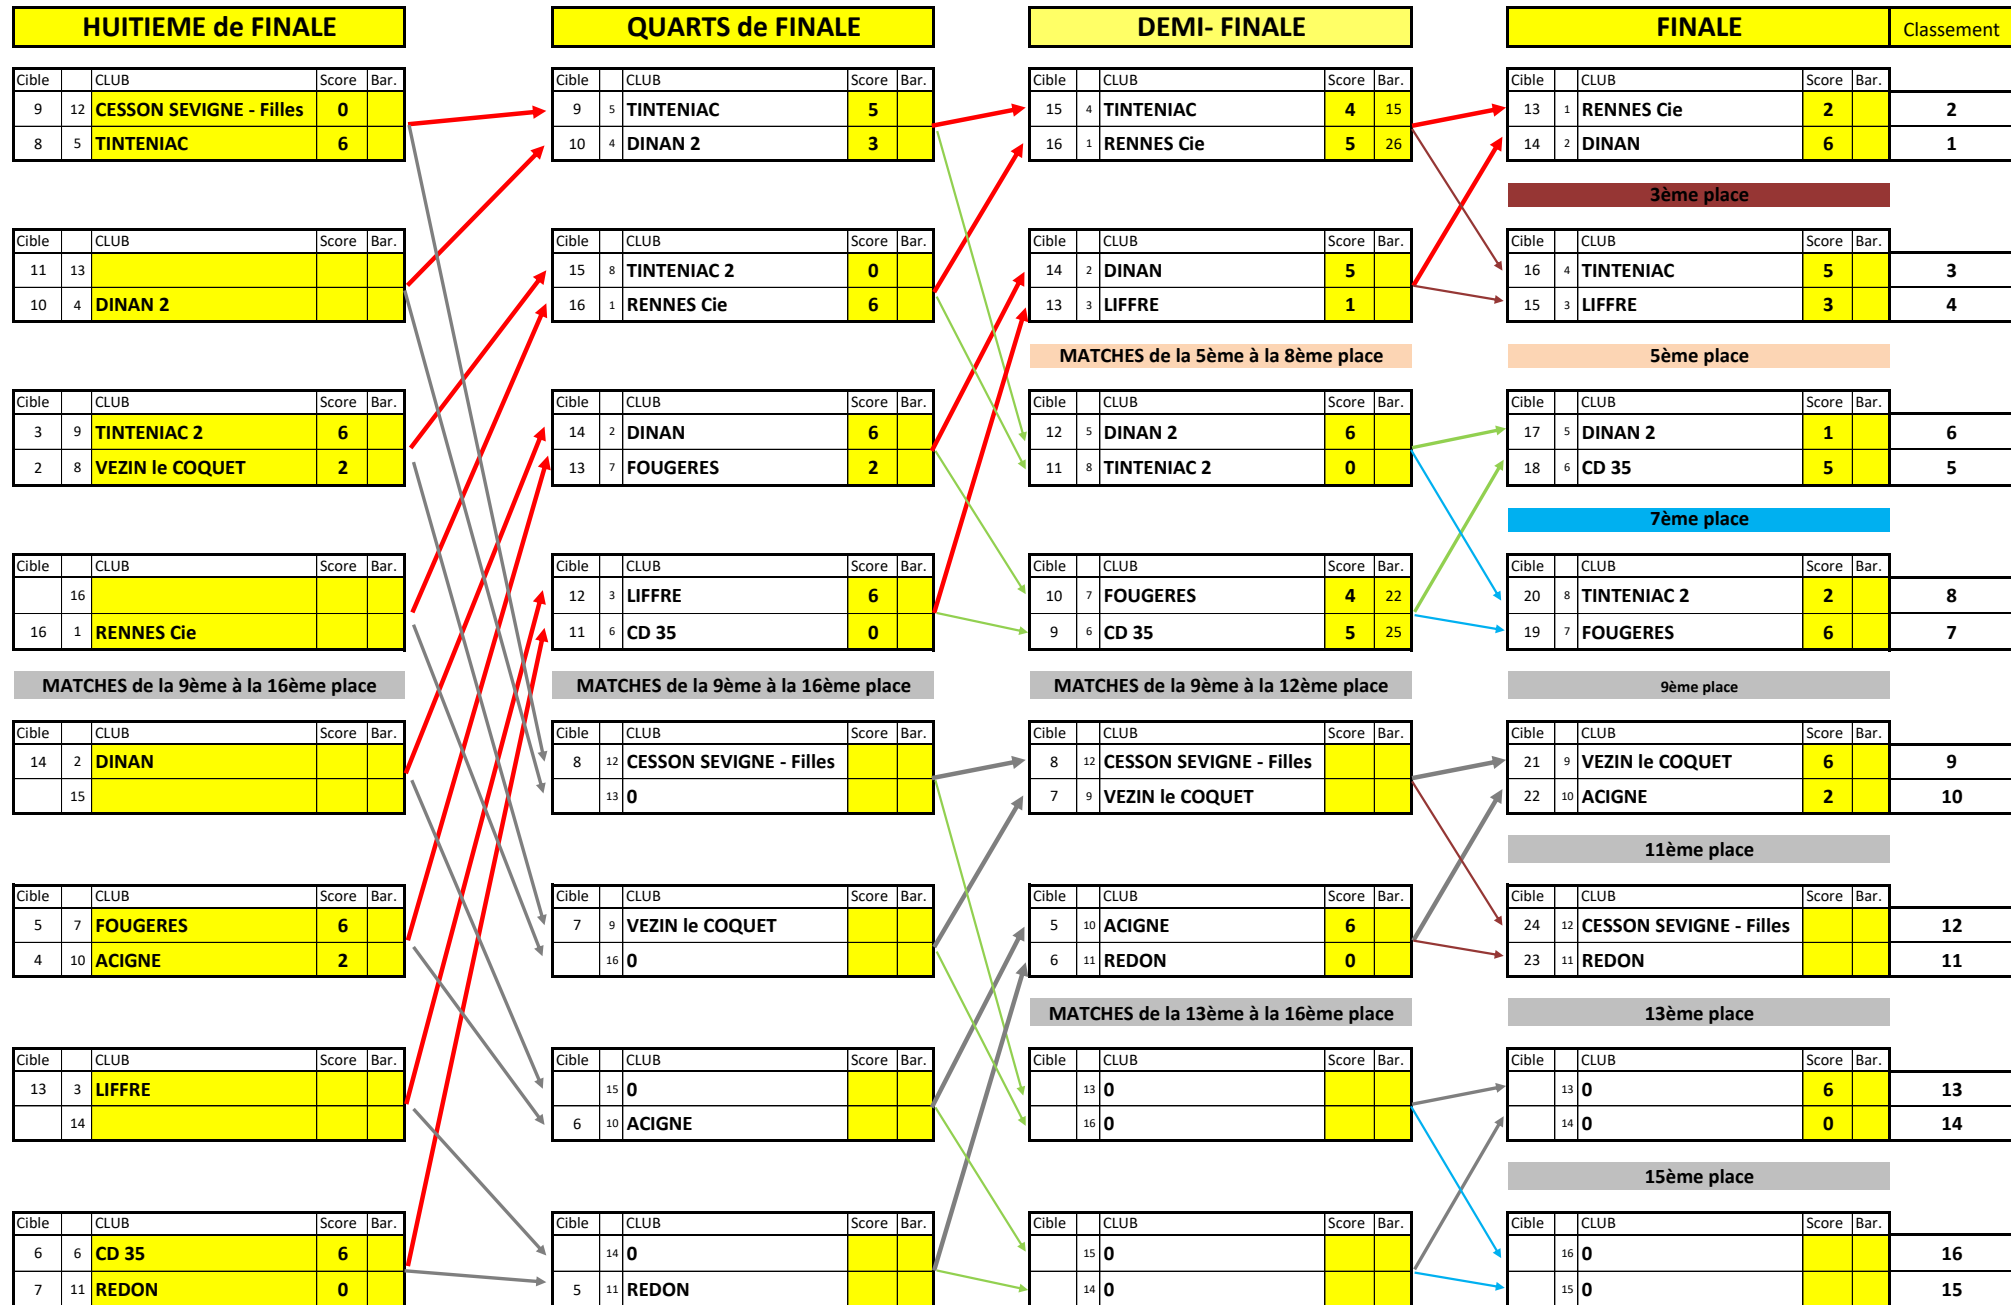 HUITIEME de FINALE QUARTS de FINALE DEMI- FINALE FINALE Classement
Cible CLUB Score Bar. Cible CLUB Score Bar. Cible CLUB Score Bar. Cible CLUB Score Bar.
9 12 CESSON SEVIGNE - Filles 0 9 5 TINTENIAC 5 15 4 TINTENIAC 4 15 13 1 RENNES Cie 2 2
8 5 TINTENIAC 6 10 4 DINAN 2 3 16 1 RENNES Cie 5 26 14 2 DINAN 6 1
3ème place
Cible CLUB Score Bar. Cible CLUB Score Bar. Cible CLUB Score Bar. Cible CLUB Score Bar.
11 13 15 8 TINTENIAC 2 0 14 2 DINAN 5 16 4 TINTENIAC 5 3
10 4 DINAN 2 16 1 RENNES Cie 6 13 3 LIFFRE 1 15 3 LIFFRE 3 4
MATCHES de la 5ème à la 8ème place 5ème place
Cible CLUB Score Bar. Cible CLUB Score Bar. Cible CLUB Score Bar. Cible CLUB Score Bar.
3 9 TINTENIAC 2 6 14 2 DINAN 6 12 5 DINAN 2 6 17 5 DINAN 2 1 6
2 8 VEZIN le COQUET 2 13 7 FOUGERES 2 11 8 TINTENIAC 2 0 18 6 CD 35 5 5
7ème place
Cible CLUB Score Bar. Cible CLUB Score Bar. Cible CLUB Score Bar. Cible CLUB Score Bar.
16 12 3 LIFFRE 6 10 7 FOUGERES 4 22 20 8 TINTENIAC 2 2 8
16 1 RENNES Cie 11 6 CD 35 0 9 6 CD 35 5 25 19 7 FOUGERES 6 7
MATCHES de la 9ème à la 16ème place MATCHES de la 9ème à la 16ème place MATCHES de la 9ème à la 12ème place 9ème place
Cible CLUB Score Bar. Cible CLUB Score Bar. Cible CLUB Score Bar. Cible CLUB Score Bar.
14 2 DINAN 8 12 CESSON SEVIGNE - Filles 8 12 CESSON SEVIGNE - Filles 21 9 VEZIN le COQUET 6 9
15 13 0 7 9 VEZIN le COQUET 22 10 ACIGNE 2 10
11ème place
Cible CLUB Score Bar. Cible CLUB Score Bar. Cible CLUB Score Bar. Cible CLUB Score Bar.
5 7 FOUGERES 6 7 9 VEZIN le COQUET 5 10 ACIGNE 6 24 12 CESSON SEVIGNE - Filles 12
4 10 ACIGNE 2 16 0 6 11 REDON 0 23 11 REDON 11
MATCHES de la 13ème à la 16ème place 13ème place
Cible CLUB Score Bar. Cible CLUB Score Bar. Cible CLUB Score Bar. Cible CLUB Score Bar.
13 3 LIFFRE 15 0 13 0 13 0 6 13
14 6 10 ACIGNE 16 0 14 0 0 14
15ème place
Cible CLUB Score Bar. Cible CLUB Score Bar. Cible CLUB Score Bar. Cible CLUB Score Bar.
6 6 CD 35 6 14 0 15 0 16 0 16
7 11 REDON 0 5 11 REDON 14 0 15 0 15